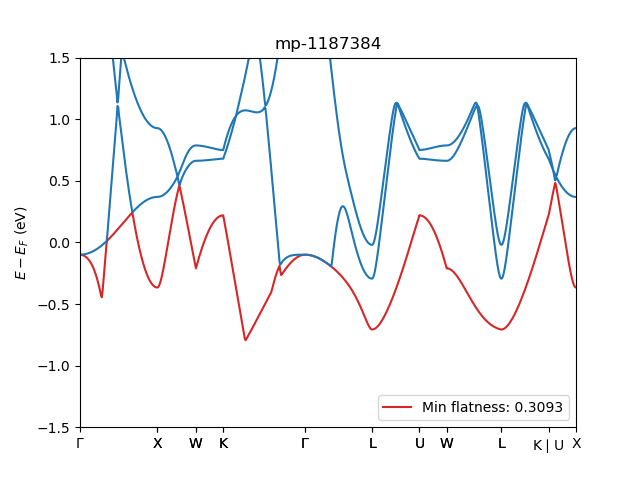 mp-1187384
E − E_F (eV)
1.5
1.0
0.5
0.0
−0.5
−1.0
−1.5
Min flatness: 0.3093
Γ X W K Γ L U W L K | U X